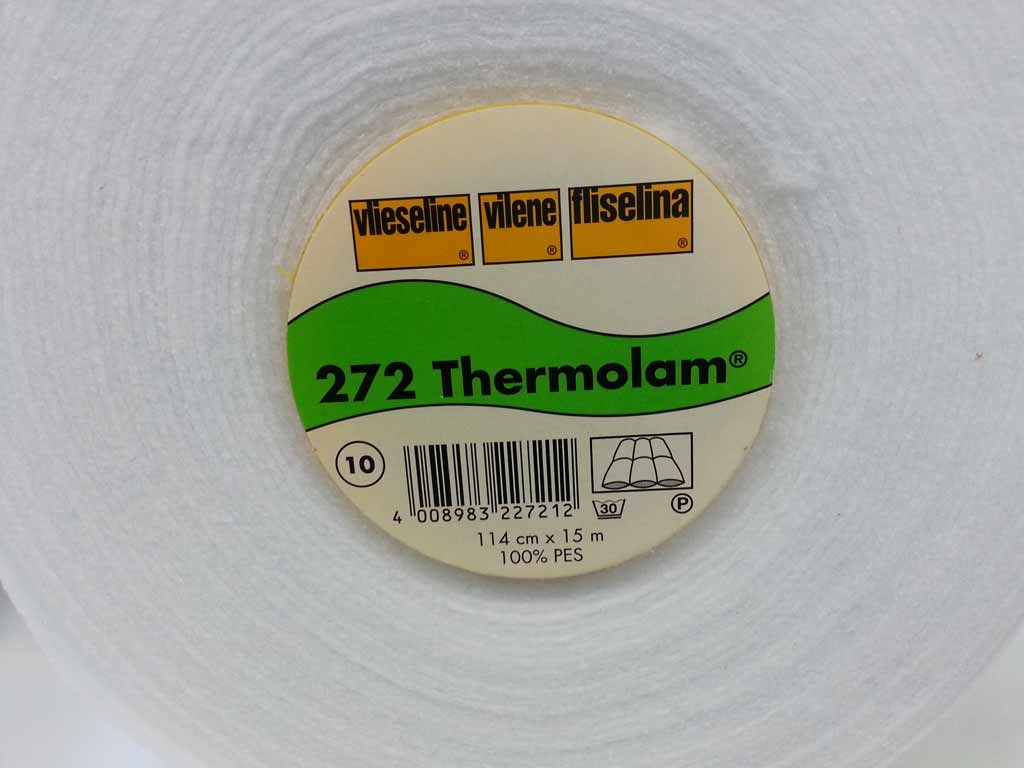 vlieseline® vilene® fliselina®
272 Thermolam®
10
4 008983 227212
30
P
114 cm x 15 m
100% PES